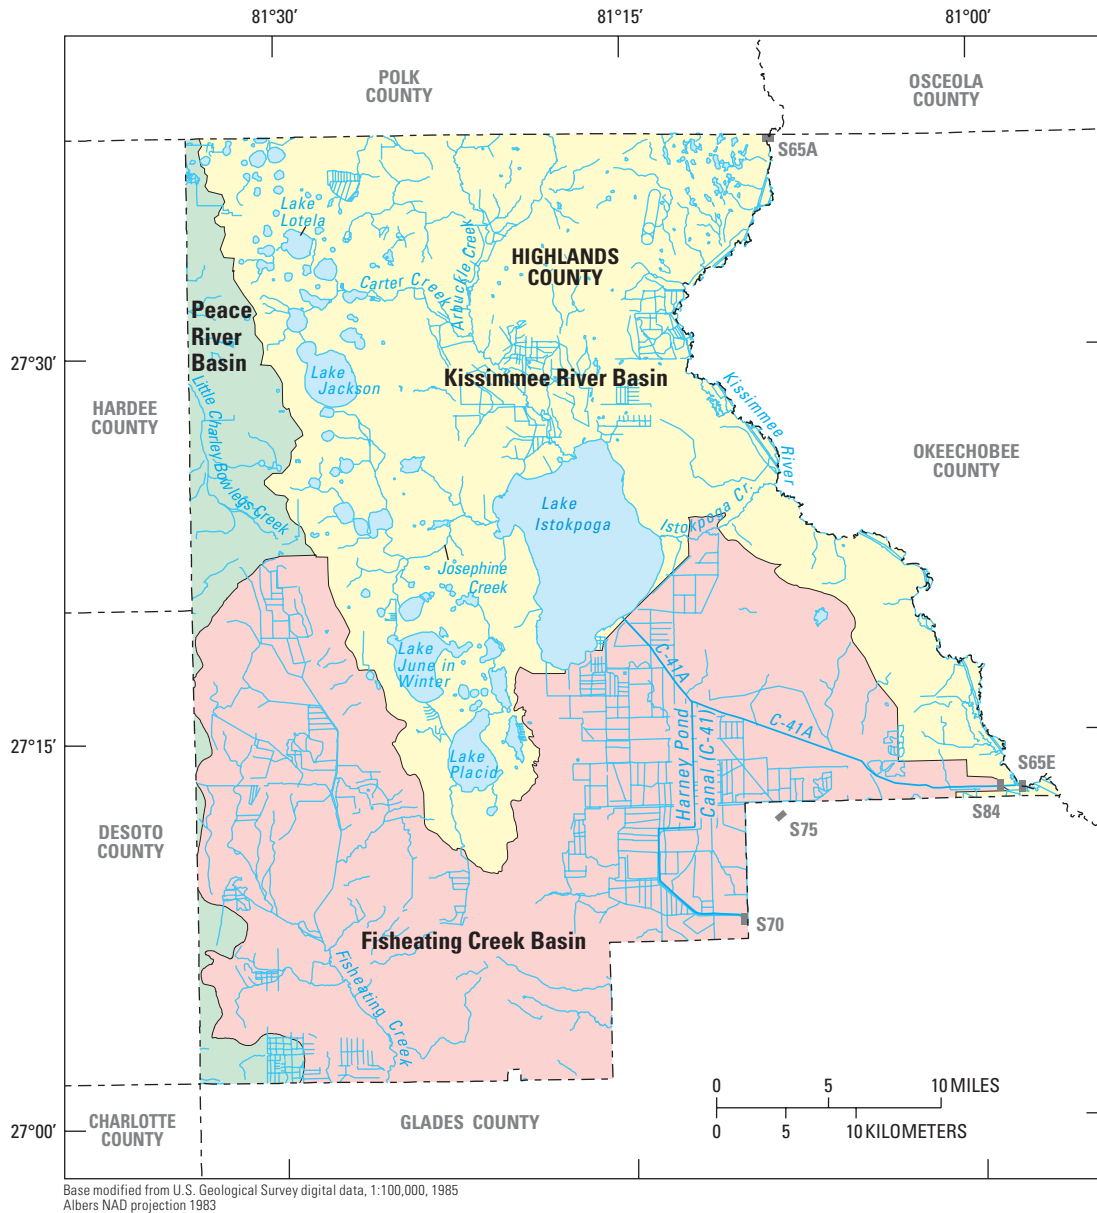 81°30′
81°15′
81°00′
POLK
COUNTY
OSCEOLA
COUNTY
S65A
Lake
Lotela
HIGHLANDS
COUNTY
Carter Creek
Arbuckle Creek
Peace
River
Basin
27°30′
Lake
Jackson
Kissimmee River Basin
Kissimmee River
Little Charley Bowlegs Creek
HARDEE
COUNTY
OKEECHOBEE
COUNTY
Lake
Istokpoga
Istokpoga Cr
Josephine
Creek
Lake
June in
Winter
C-41A
C-41A
Harney Pond
Canal (C-41)
27°15′
Lake
Placid
S65E
S84
S75
DESOTO
COUNTY
S70
Fisheating Creek Basin
Fisheating Creek
0 5 10 MILES
0 5 10 KILOMETERS
CHARLOTTE
COUNTY
GLADES COUNTY
27°00′
Base modified from U.S. Geological Survey digital data, 1:100,000, 1985
Albers NAD projection 1983